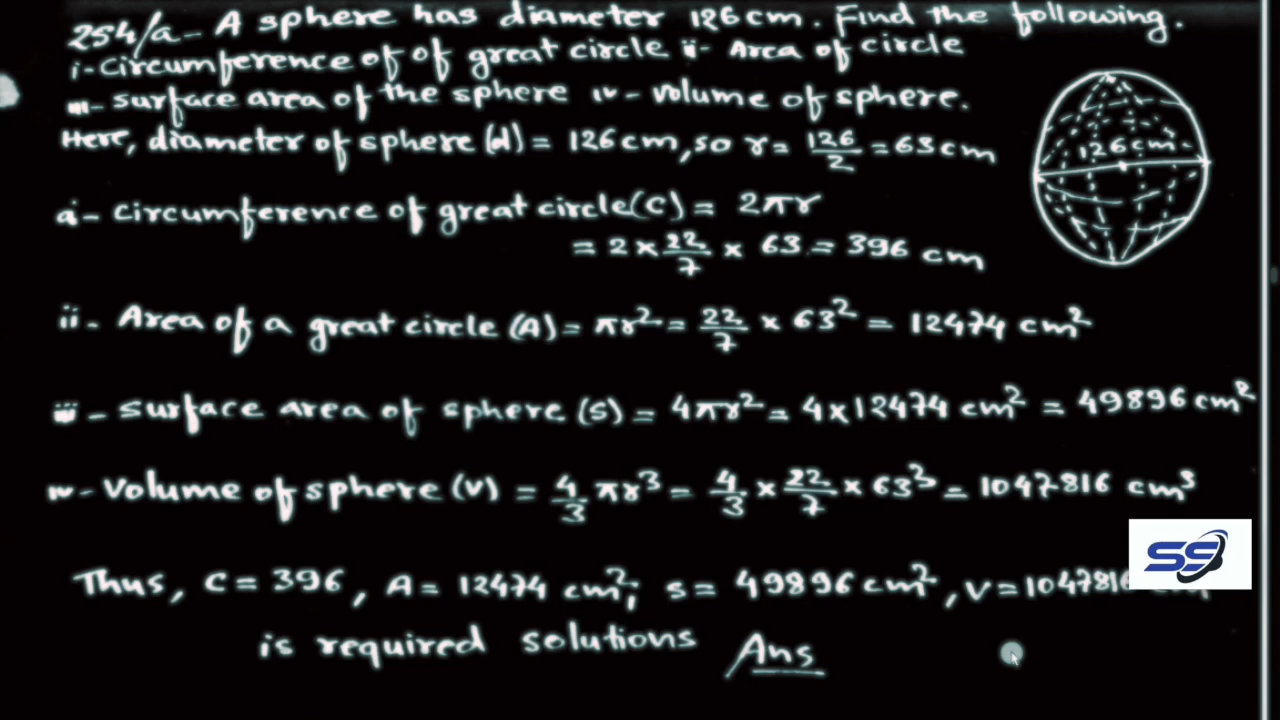 254/a- A sphere has diameter 126cm. Find the following.
i- Circumference of of great circle ii- Area of circle
iii- surface area of the sphere iv- volume of sphere.
Here, diameter of sphere (d) = 126 cm, so r = 126/2 = 63 cm
126cm
i- circumference of great circle(C) = 2πr
= 2 × 22/7 × 63 = 396 cm
ii- Area of a great circle (A) = πr² = 22/7 × 63² = 12474 cm²
iii- surface area of sphere (s) = 4πr² = 4×12474 cm² = 49896 cm²
iv- Volume of sphere (v) = 4/3 πr³ = 4/3 × 22/7 × 63³ = 1047816 cm³
SS
Thus, C = 396, A = 12474 cm², s = 49896 cm², v = 1047816
is required solutions Ans